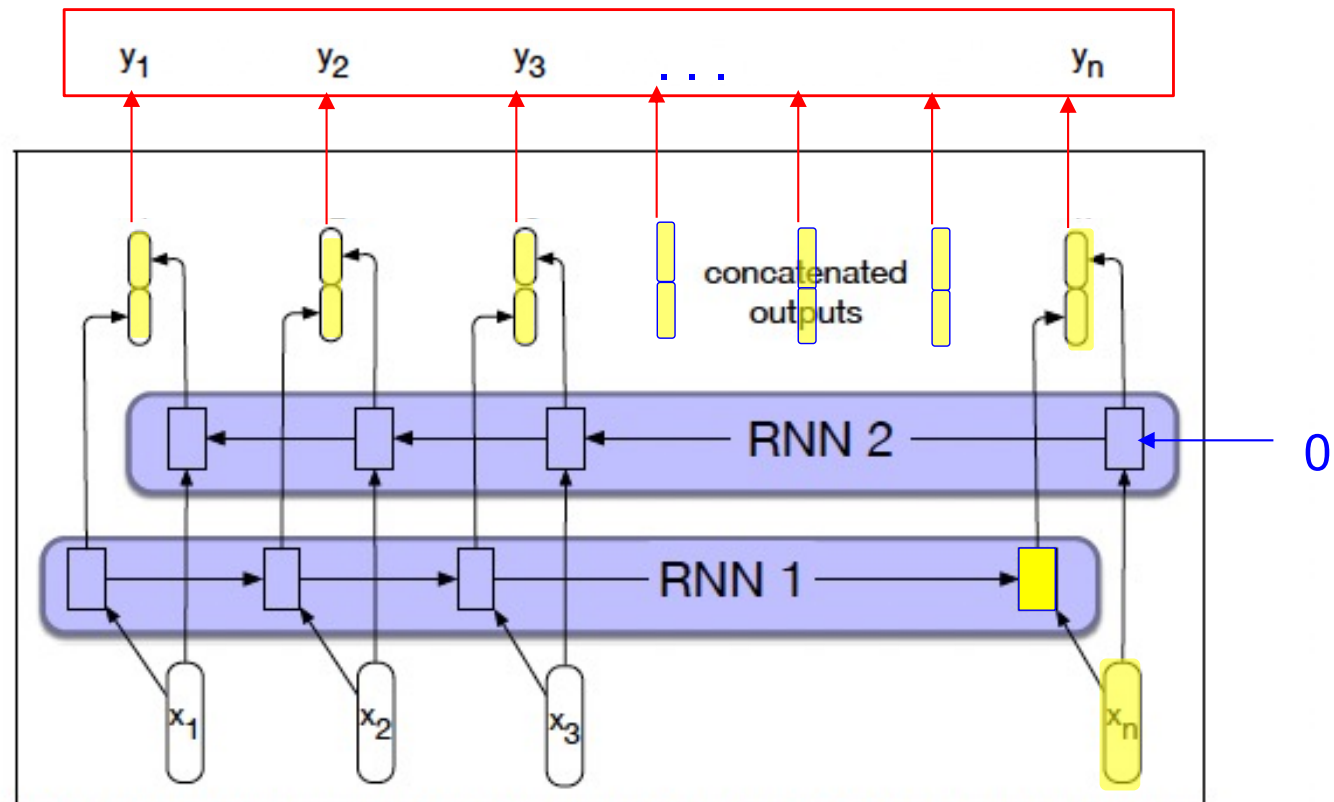 y1 y2 y3 . . . yn
concatenated
outputs
RNN 2 0
RNN 1
x1 x2 x3 xn